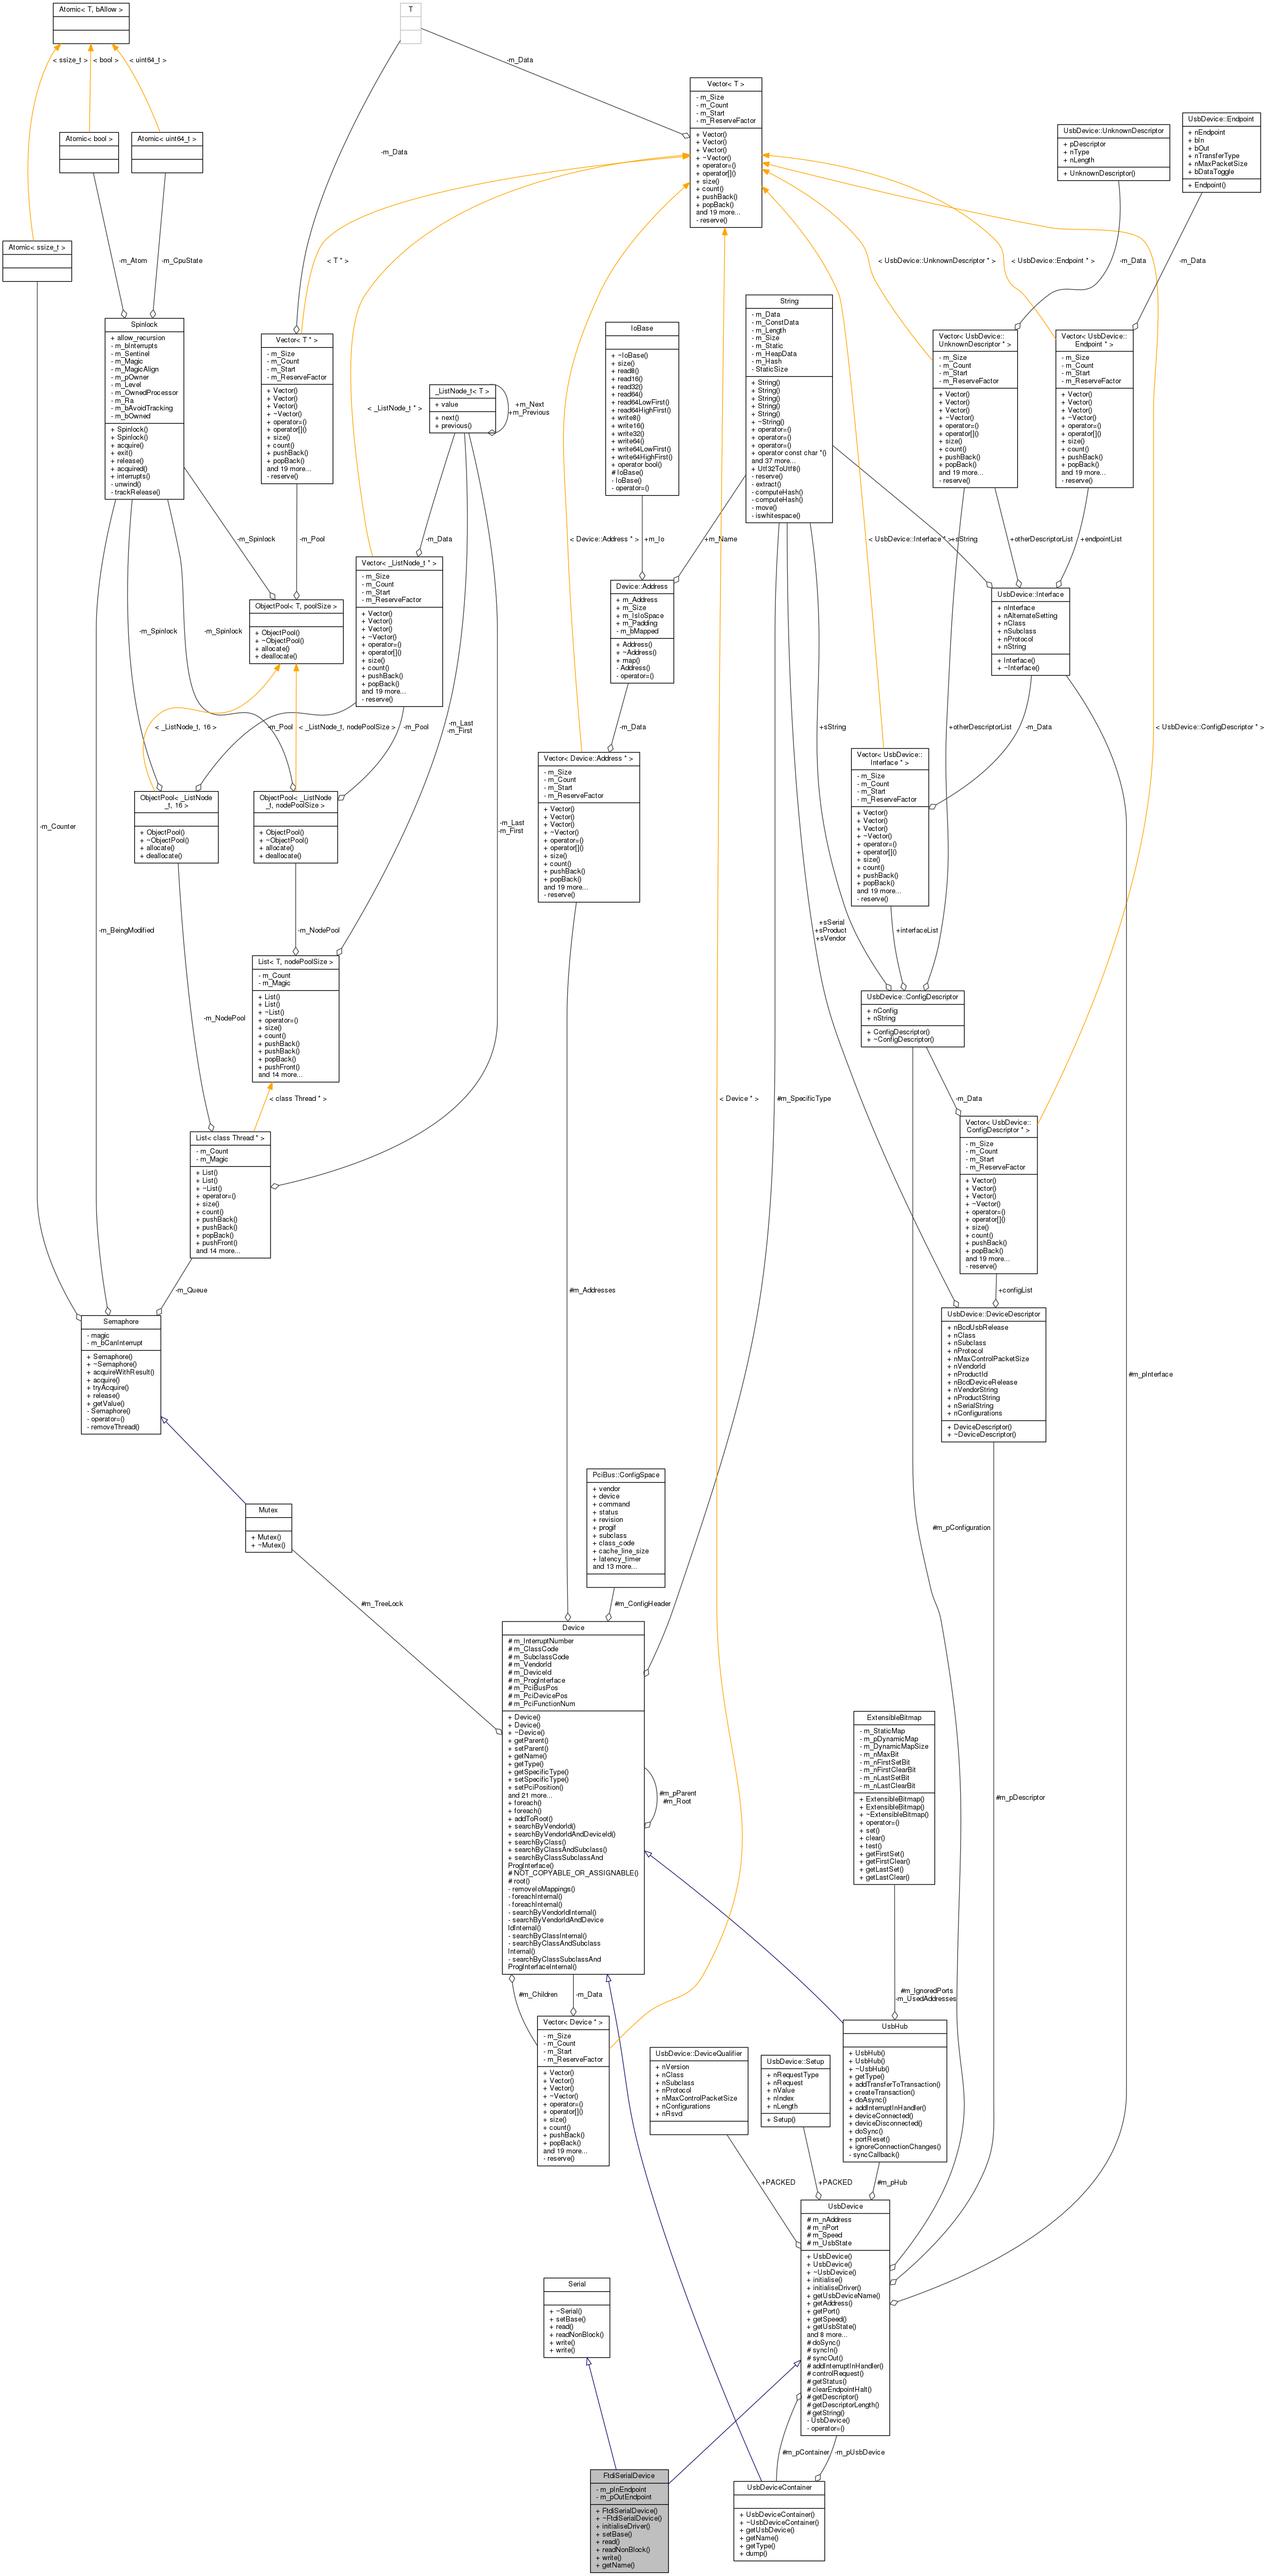 Atomic< T, bAllow >
T
< ssize_t >
< bool >
< uint64_t >
-m_Data
Vector< T >
- m_Size
- m_Count
- m_Start
- m_ReserveFactor
+ Vector()
+ Vector()
+ Vector()
+ ~Vector()
+ operator=()
+ operator[]()
+ size()
+ count()
+ pushBack()
+ popBack()
and 19 more...
- reserve()
UsbDevice::UnknownDescriptor
+ pDescriptor
+ nType
+ nLength
+ UnknownDescriptor()
UsbDevice::Endpoint
+ nEndpoint
+ bIn
+ bOut
+ nTransferType
+ nMaxPacketSize
+ bDataToggle
+ Endpoint()
Atomic< bool >
Atomic< uint64_t >
-m_Data
Atomic< ssize_t >
-m_Atom
-m_CpuState
< T * >
< UsbDevice::UnknownDescriptor * >
< UsbDevice::Endpoint * >
-m_Data
-m_Data
Spinlock
+ allow_recursion
- m_bInterrupts
- m_Sentinel
- m_Magic
- m_MagicAlign
- m_pOwner
- m_Level
- m_OwnedProcessor
- m_Ra
- m_bAvoidTracking
- m_bOwned
+ Spinlock()
+ Spinlock()
+ acquire()
+ exit()
+ release()
+ acquired()
+ interrupts()
- unwind()
- trackRelease()
Vector< T * >
- m_Size
- m_Count
- m_Start
- m_ReserveFactor
+ Vector()
+ Vector()
+ Vector()
+ ~Vector()
+ operator=()
+ operator[]()
+ size()
+ count()
+ pushBack()
+ popBack()
and 19 more...
- reserve()
< _ListNode_t * >
_ListNode_t< T >
+ value
+ next()
+ previous()
+m_Next
+m_Previous
IoBase
+ ~IoBase()
+ size()
+ read8()
+ read16()
+ read32()
+ read64()
+ read64LowFirst()
+ read64HighFirst()
+ write8()
+ write16()
+ write32()
+ write64()
+ write64LowFirst()
+ write64HighFirst()
+ operator bool()
# IoBase()
- IoBase()
- operator=()
String
- m_Data
- m_ConstData
- m_Length
- m_Size
- m_Static
- m_HeapData
- m_Hash
- StaticSize
+ String()
+ String()
+ String()
+ String()
+ String()
+ ~String()
+ operator=()
+ operator=()
+ operator=()
+ operator const char *()
and 37 more...
+ Utf32ToUtf8()
- reserve()
- extract()
- computeHash()
- computeHash()
- move()
- iswhitespace()
Vector< UsbDevice::
UnknownDescriptor * >
- m_Size
- m_Count
- m_Start
- m_ReserveFactor
+ Vector()
+ Vector()
+ Vector()
+ ~Vector()
+ operator=()
+ operator[]()
+ size()
+ count()
+ pushBack()
+ popBack()
and 19 more...
- reserve()
Vector< UsbDevice::
Endpoint * >
- m_Size
- m_Count
- m_Start
- m_ReserveFactor
+ Vector()
+ Vector()
+ Vector()
+ ~Vector()
+ operator=()
+ operator[]()
+ size()
+ count()
+ pushBack()
+ popBack()
and 19 more...
- reserve()
-m_Spinlock
-m_Pool
-m_Data
< Device::Address * >
+m_Io
+m_Name
< UsbDevice::Interface * >
+sString
+otherDescriptorList
+endpointList
Vector< _ListNode_t * >
- m_Size
- m_Count
- m_Start
- m_ReserveFactor
+ Vector()
+ Vector()
+ Vector()
+ ~Vector()
+ operator=()
+ operator[]()
+ size()
+ count()
+ pushBack()
+ popBack()
and 19 more...
- reserve()
Device::Address
+ m_Address
+ m_Size
+ m_IsIoSpace
+ m_Padding
- m_bMapped
+ Address()
+ ~Address()
+ map()
- Address()
- operator=()
UsbDevice::Interface
+ nInterface
+ nAlternateSetting
+ nClass
+ nSubclass
+ nProtocol
+ nString
+ Interface()
+ ~Interface()
ObjectPool< T, poolSize >
+ ObjectPool()
+ ~ObjectPool()
+ allocate()
+ deallocate()
-m_Spinlock
-m_Spinlock
< _ListNode_t, 16 >
-m_Pool
< _ListNode_t, nodePoolSize >
-m_Pool
-m_Last
-m_First
-m_Data
+sString
+otherDescriptorList
-m_Data
< UsbDevice::ConfigDescriptor * >
Vector< Device::Address * >
- m_Size
- m_Count
- m_Start
- m_ReserveFactor
+ Vector()
+ Vector()
+ Vector()
+ ~Vector()
+ operator=()
+ operator[]()
+ size()
+ count()
+ pushBack()
+ popBack()
and 19 more...
- reserve()
Vector< UsbDevice::
Interface * >
- m_Size
- m_Count
- m_Start
- m_ReserveFactor
+ Vector()
+ Vector()
+ Vector()
+ ~Vector()
+ operator=()
+ operator[]()
+ size()
+ count()
+ pushBack()
+ popBack()
and 19 more...
- reserve()
ObjectPool< _ListNode
_t, 16 >
+ ObjectPool()
+ ~ObjectPool()
+ allocate()
+ deallocate()
ObjectPool< _ListNode
_t, nodePoolSize >
+ ObjectPool()
+ ~ObjectPool()
+ allocate()
+ deallocate()
-m_Counter
-m_Last
-m_First
-m_BeingModified
-m_NodePool
+sSerial
+sProduct
+sVendor
+interfaceList
List< T, nodePoolSize >
- m_Count
- m_Magic
+ List()
+ List()
+ ~List()
+ operator=()
+ size()
+ count()
+ pushBack()
+ pushBack()
+ popBack()
+ pushFront()
and 14 more...
-m_NodePool
UsbDevice::ConfigDescriptor
+ nConfig
+ nString
+ ConfigDescriptor()
+ ~ConfigDescriptor()
< class Thread * >
< Device * >
#m_SpecificType
-m_Data
List< class Thread * >
- m_Count
- m_Magic
+ List()
+ List()
+ ~List()
+ operator=()
+ size()
+ count()
+ pushBack()
+ pushBack()
+ popBack()
+ pushFront()
and 14 more...
Vector< UsbDevice::
ConfigDescriptor * >
- m_Size
- m_Count
- m_Start
- m_ReserveFactor
+ Vector()
+ Vector()
+ Vector()
+ ~Vector()
+ operator=()
+ operator[]()
+ size()
+ count()
+ pushBack()
+ popBack()
and 19 more...
- reserve()
-m_Queue
#m_Addresses
+configList
Semaphore
- magic
- m_bCanInterrupt
+ Semaphore()
+ ~Semaphore()
+ acquireWithResult()
+ acquire()
+ tryAcquire()
+ release()
+ getValue()
- Semaphore()
- operator=()
- removeThread()
UsbDevice::DeviceDescriptor
+ nBcdUsbRelease
+ nClass
+ nSubclass
+ nProtocol
+ nMaxControlPacketSize
+ nVendorId
+ nProductId
+ nBcdDeviceRelease
+ nVendorString
+ nProductString
+ nSerialString
+ nConfigurations
+ DeviceDescriptor()
+ ~DeviceDescriptor()
#m_pInterface
Mutex
+ Mutex()
+ ~Mutex()
PciBus::ConfigSpace
+ vendor
+ device
+ command
+ status
+ revision
+ progif
+ subclass
+ class_code
+ cache_line_size
+ latency_timer
and 13 more...
#m_pConfiguration
#m_TreeLock
#m_ConfigHeader
Device
# m_InterruptNumber
# m_ClassCode
# m_SubclassCode
# m_VendorId
# m_DeviceId
# m_ProgInterface
# m_PciBusPos
# m_PciDevicePos
# m_PciFunctionNum
+ Device()
+ Device()
+ ~Device()
+ getParent()
+ setParent()
+ getName()
+ getType()
+ getSpecificType()
+ setSpecificType()
+ setPciPosition()
and 21 more...
+ foreach()
+ foreach()
+ addToRoot()
+ searchByVendorId()
+ searchByVendorIdAndDeviceId()
+ searchByClass()
+ searchByClassAndSubclass()
+ searchByClassSubclassAnd
ProgInterface()
# NOT_COPYABLE_OR_ASSIGNABLE()
# root()
- removeIoMappings()
- foreachInternal()
- foreachInternal()
- searchByVendorIdInternal()
- searchByVendorIdAndDevice
IdInternal()
- searchByClassInternal()
- searchByClassAndSubclass
Internal()
- searchByClassSubclassAnd
ProgInterfaceInternal()
#m_pParent
#m_Root
ExtensibleBitmap
- m_StaticMap
- m_pDynamicMap
- m_DynamicMapSize
- m_nMaxBit
- m_nFirstSetBit
- m_nFirstClearBit
- m_nLastSetBit
- m_nLastClearBit
+ ExtensibleBitmap()
+ ExtensibleBitmap()
+ ~ExtensibleBitmap()
+ operator=()
+ set()
+ clear()
+ test()
+ getFirstSet()
+ getFirstClear()
+ getLastSet()
+ getLastClear()
#m_pDescriptor
#m_Children
-m_Data
#m_IgnoredPorts
-m_UsedAddresses
Vector< Device * >
- m_Size
- m_Count
- m_Start
- m_ReserveFactor
+ Vector()
+ Vector()
+ Vector()
+ ~Vector()
+ operator=()
+ operator[]()
+ size()
+ count()
+ pushBack()
+ popBack()
and 19 more...
- reserve()
UsbDevice::DeviceQualifier
+ nVersion
+ nClass
+ nSubclass
+ nProtocol
+ nMaxControlPacketSize
+ nConfigurations
+ nRsvd
UsbDevice::Setup
+ nRequestType
+ nRequest
+ nValue
+ nIndex
+ nLength
+ Setup()
UsbHub
+ UsbHub()
+ UsbHub()
+ ~UsbHub()
+ getType()
+ addTransferToTransaction()
+ createTransaction()
+ doAsync()
+ addInterruptInHandler()
+ deviceConnected()
+ deviceDisconnected()
+ doSync()
+ portReset()
+ ignoreConnectionChanges()
- syncCallback()
+PACKED
+PACKED
#m_pHub
UsbDevice
# m_nAddress
# m_nPort
# m_Speed
# m_UsbState
+ UsbDevice()
+ UsbDevice()
+ ~UsbDevice()
+ initialise()
+ initialiseDriver()
+ getUsbDeviceName()
+ getAddress()
+ getPort()
+ getSpeed()
+ getUsbState()
and 8 more...
# doSync()
# syncIn()
# syncOut()
# addInterruptInHandler()
# controlRequest()
# getStatus()
# clearEndpointHalt()
# getDescriptor()
# getDescriptorLength()
# getString()
- UsbDevice()
- operator=()
Serial
+ ~Serial()
+ setBase()
+ read()
+ readNonBlock()
+ write()
+ write()
#m_pContainer
-m_pUsbDevice
FtdiSerialDevice
- m_pInEndpoint
- m_pOutEndpoint
+ FtdiSerialDevice()
+ ~FtdiSerialDevice()
+ initialiseDriver()
+ setBase()
+ read()
+ readNonBlock()
+ write()
+ getName()
UsbDeviceContainer
+ UsbDeviceContainer()
+ ~UsbDeviceContainer()
+ getUsbDevice()
+ getName()
+ getType()
+ dump()